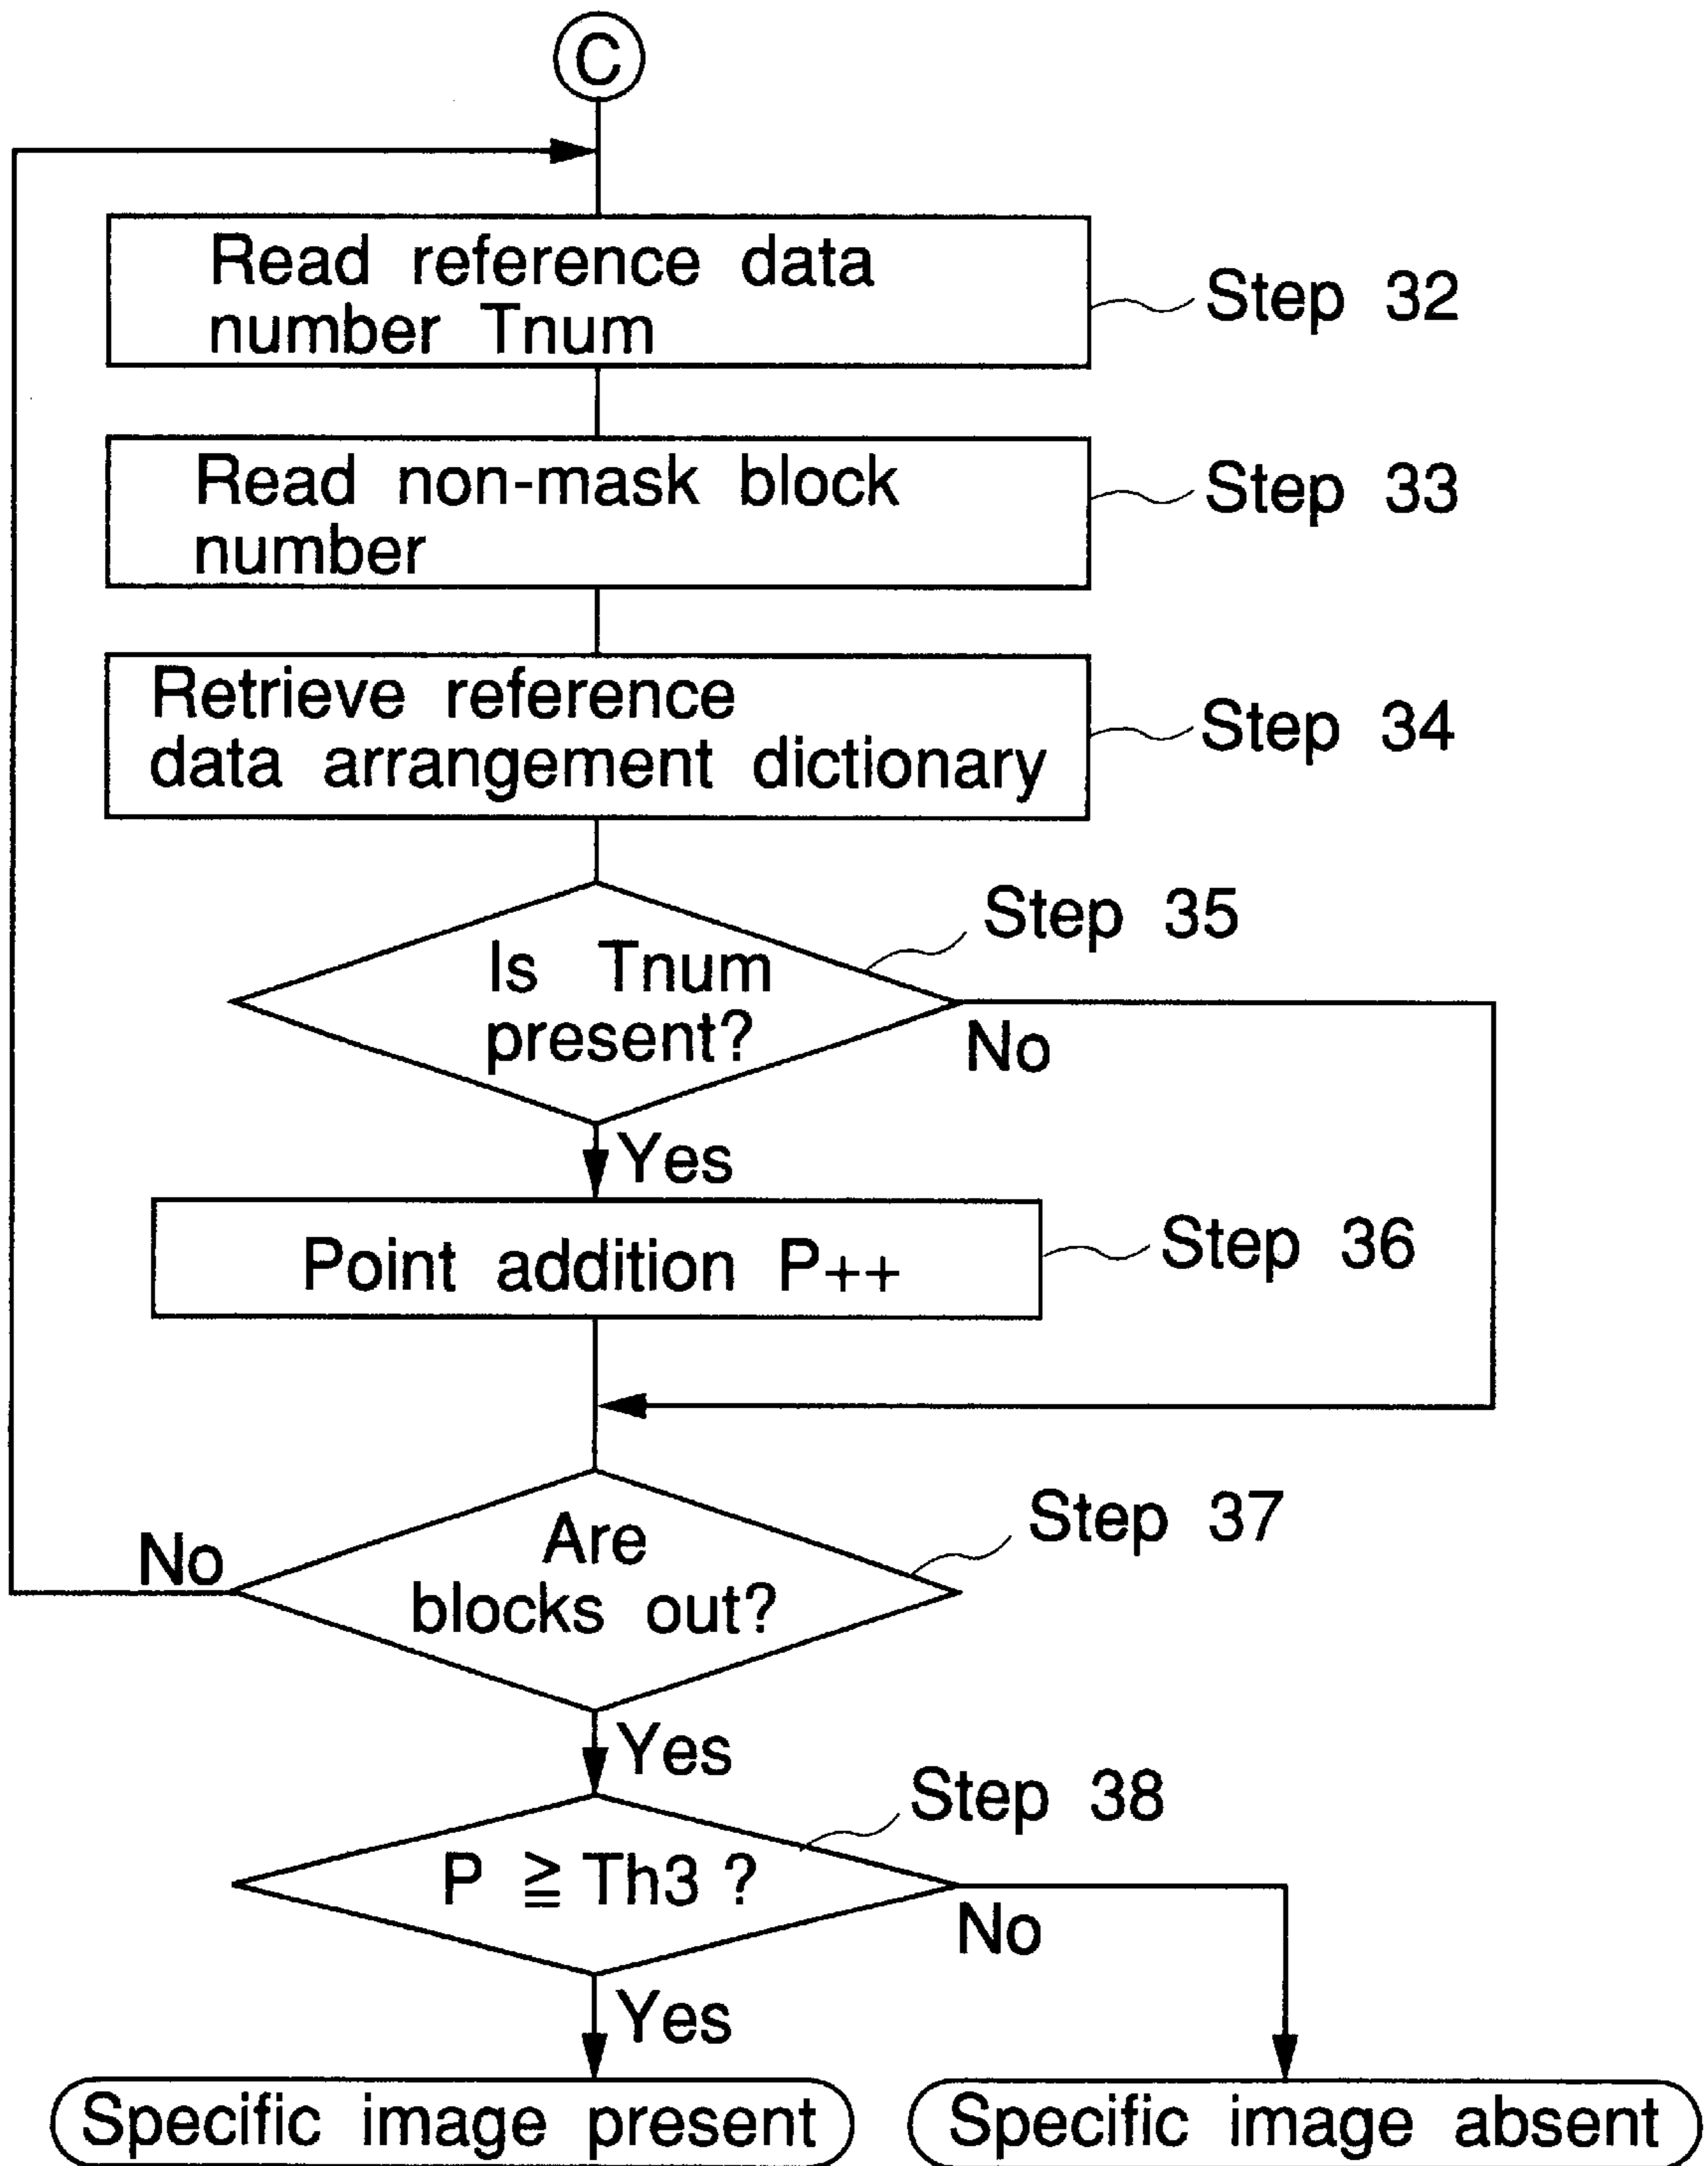 C
Read reference data
number Tnum
Step 32
Read non-mask block
number
Step 33
Retrieve reference
data arrangement dictionary
Step 34
Step 35
Is Tnum
present?
No
Yes
Point addition P++
Step 36
Step 37
Are
blocks out?
No
Yes
Step 38
P ≧ Th3 ?
No
Yes
Specific image present
Specific image absent